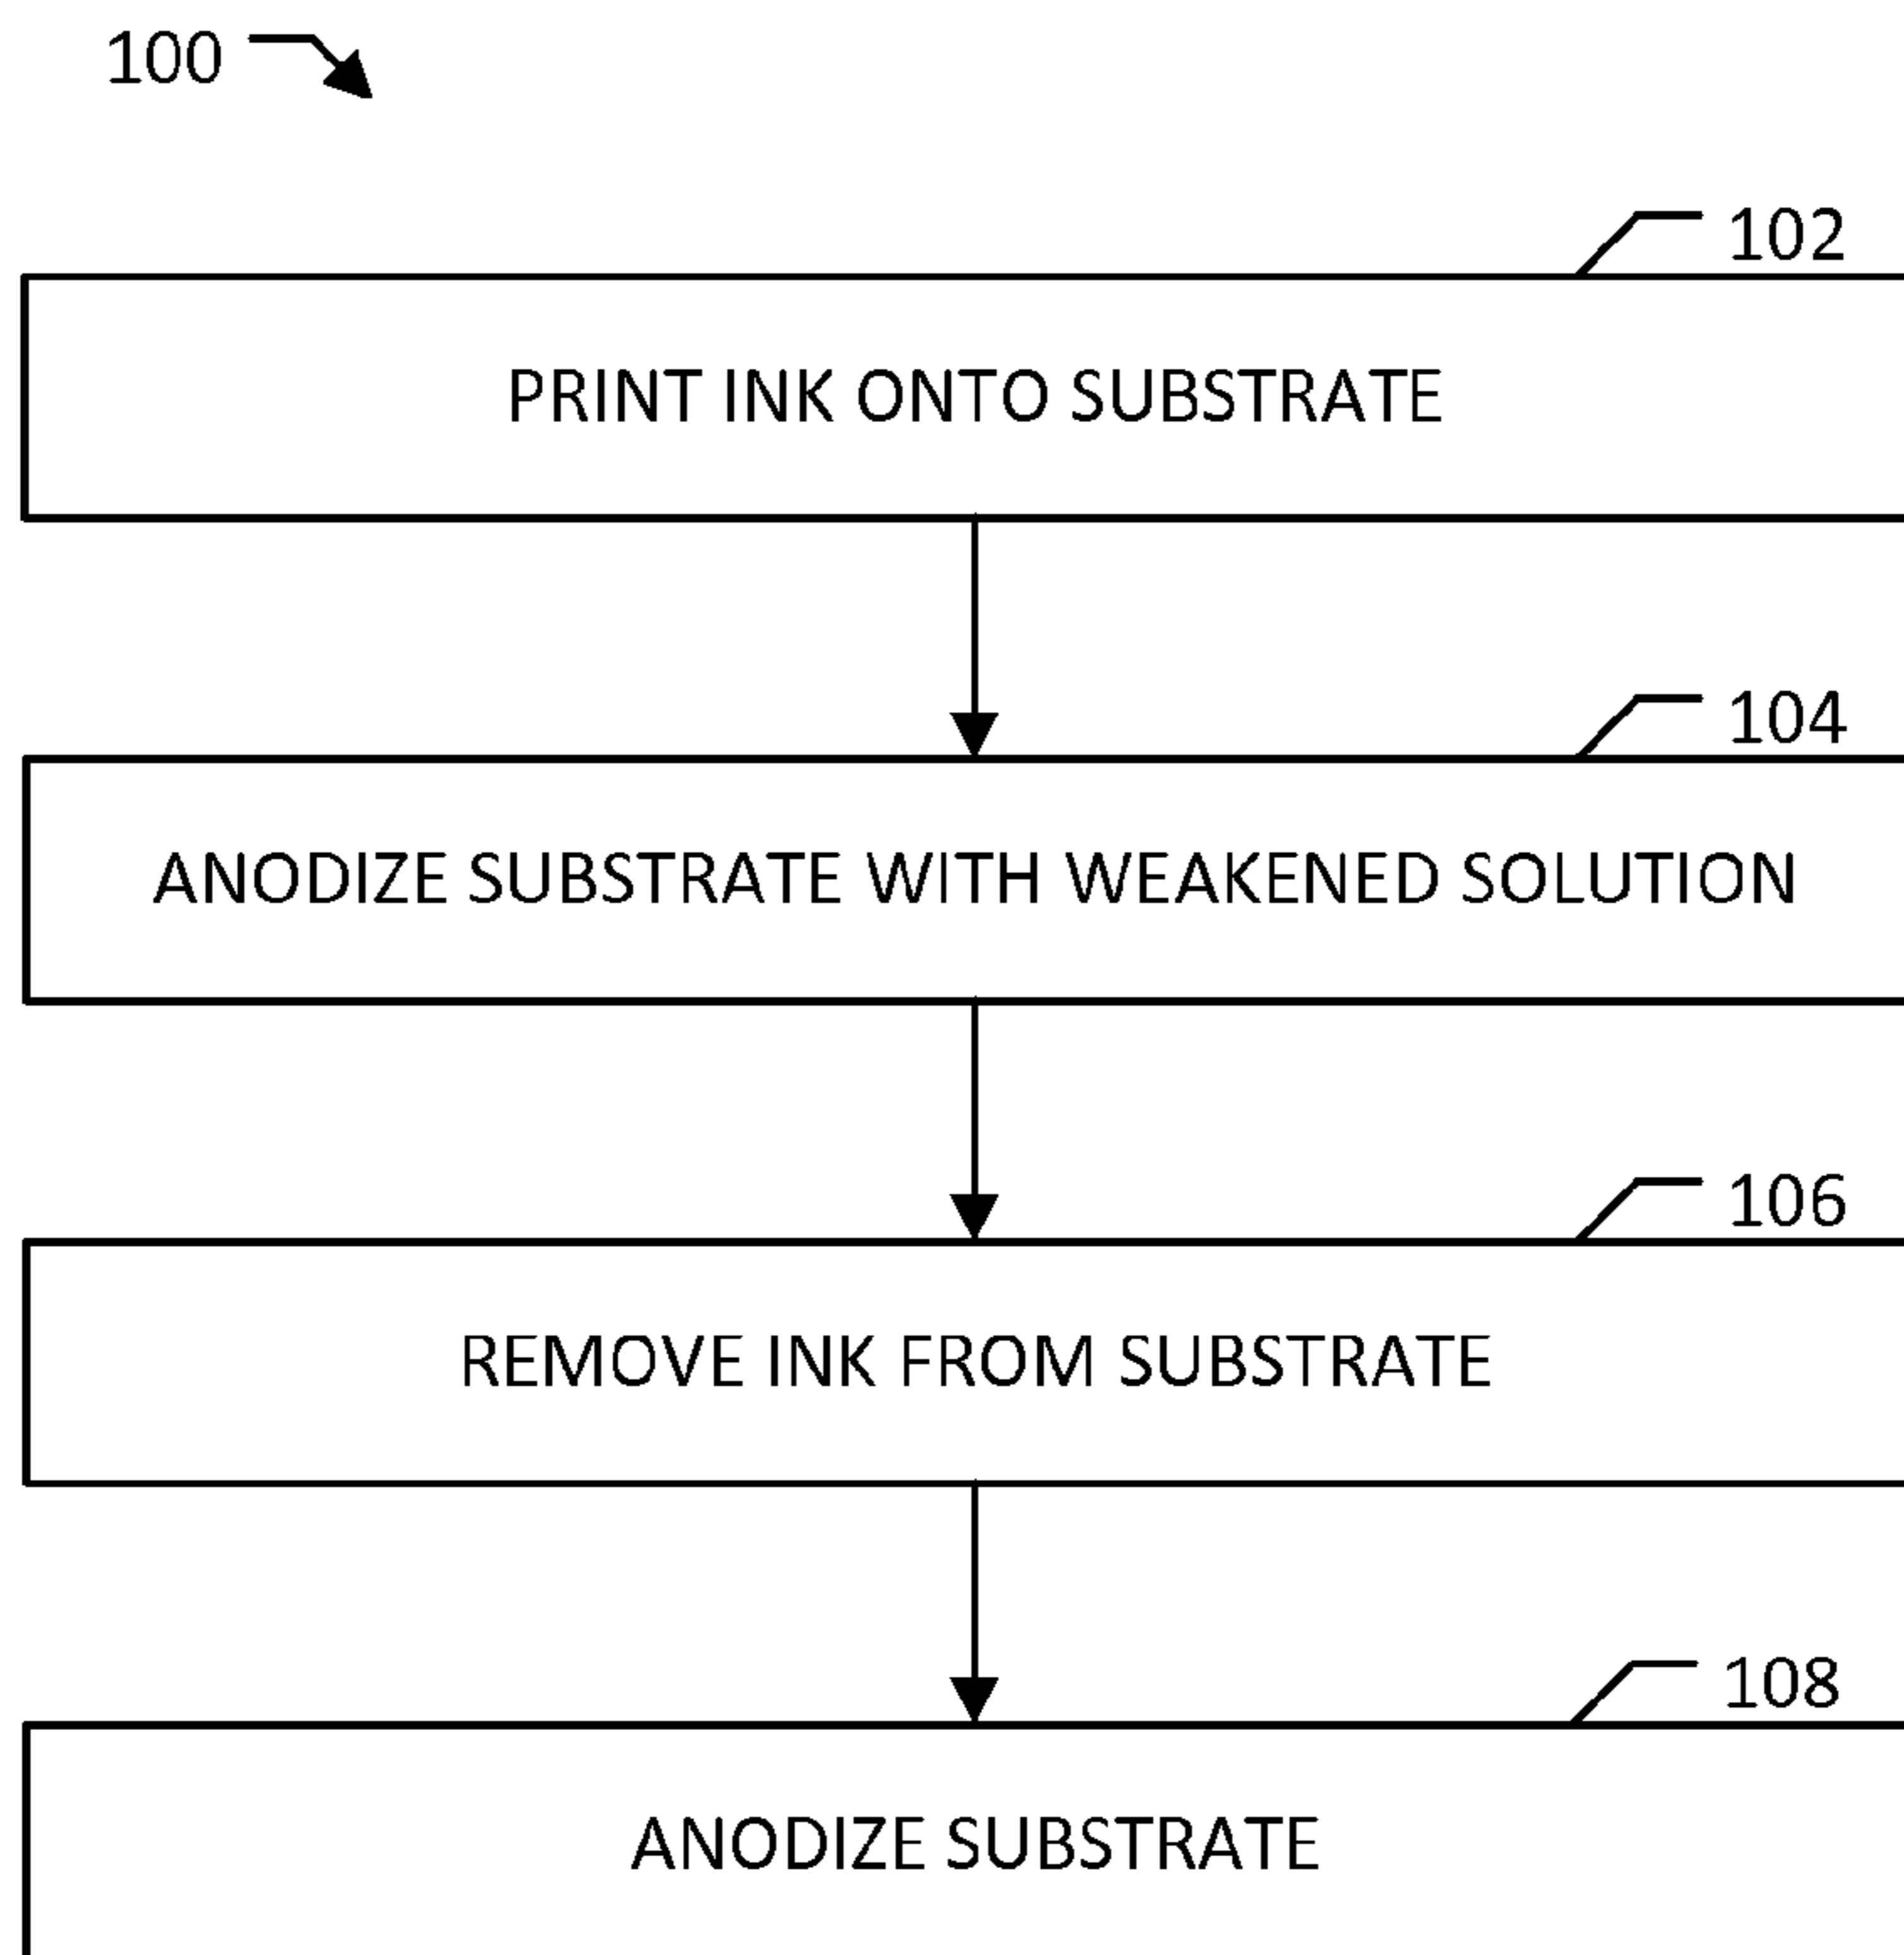 100
102
PRINT INK ONTO SUBSTRATE
104
ANODIZE SUBSTRATE WITH WEAKENED SOLUTION
106
REMOVE INK FROM SUBSTRATE
108
ANODIZE SUBSTRATE